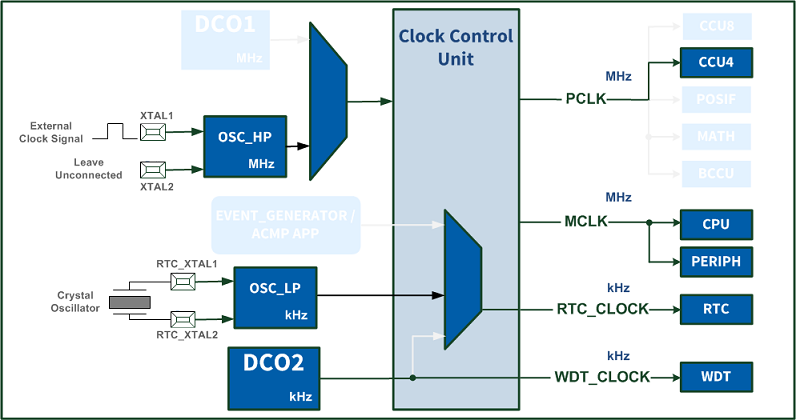 DCO1
MHz
External
Clock Signal
XTAL1
Leave
Unconnected
XTAL2
OSC_HP
MHz
EVENT_GENERATOR /
ACMP APP
Crystal
Oscillator
RTC_XTAL1
RTC_XTAL2
OSC_LP
kHz
DCO2
kHz
Clock Control
Unit
MHz
PCLK
CCU8
CCU4
POSIF
MATH
BCCU
MHz
MCLK
CPU
PERIPH
kHz
RTC_CLOCK
RTC
kHz
WDT_CLOCK
WDT